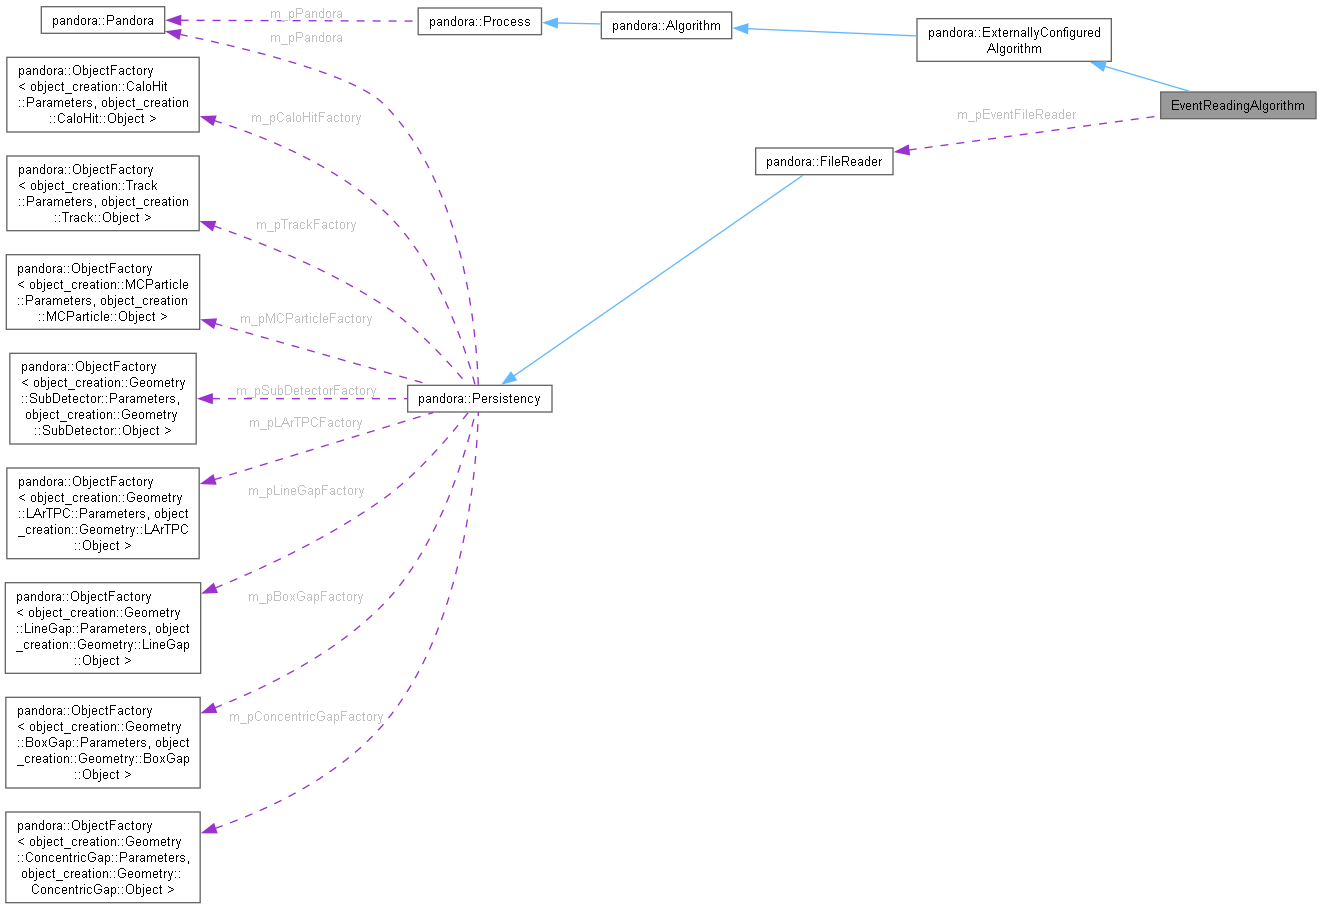 pandora::Pandora
m_pPandora
pandora::Process
pandora::Algorithm
pandora::ExternallyConfigured
Algorithm
EventReadingAlgorithm
m_pPandora
m_pEventFileReader
pandora::FileReader
pandora::ObjectFactory
< object_creation::CaloHit
::Parameters, object_creation
::CaloHit::Object >
m_pCaloHitFactory
pandora::ObjectFactory
< object_creation::Track
::Parameters, object_creation
::Track::Object >
m_pTrackFactory
pandora::ObjectFactory
< object_creation::MCParticle
::Parameters, object_creation
::MCParticle::Object >
m_pMCParticleFactory
pandora::ObjectFactory
< object_creation::Geometry
::SubDetector::Parameters,
object_creation::Geometry
::SubDetector::Object >
m_pSubDetectorFactory
pandora::Persistency
m_pLArTPCFactory
pandora::ObjectFactory
< object_creation::Geometry
::LArTPC::Parameters, object
_creation::Geometry::LArTPC
::Object >
m_pLineGapFactory
pandora::ObjectFactory
< object_creation::Geometry
::LineGap::Parameters, object
_creation::Geometry::LineGap
::Object >
m_pBoxGapFactory
pandora::ObjectFactory
< object_creation::Geometry
::BoxGap::Parameters, object
_creation::Geometry::BoxGap
::Object >
m_pConcentricGapFactory
pandora::ObjectFactory
< object_creation::Geometry
::ConcentricGap::Parameters,
object_creation::Geometry::
ConcentricGap::Object >